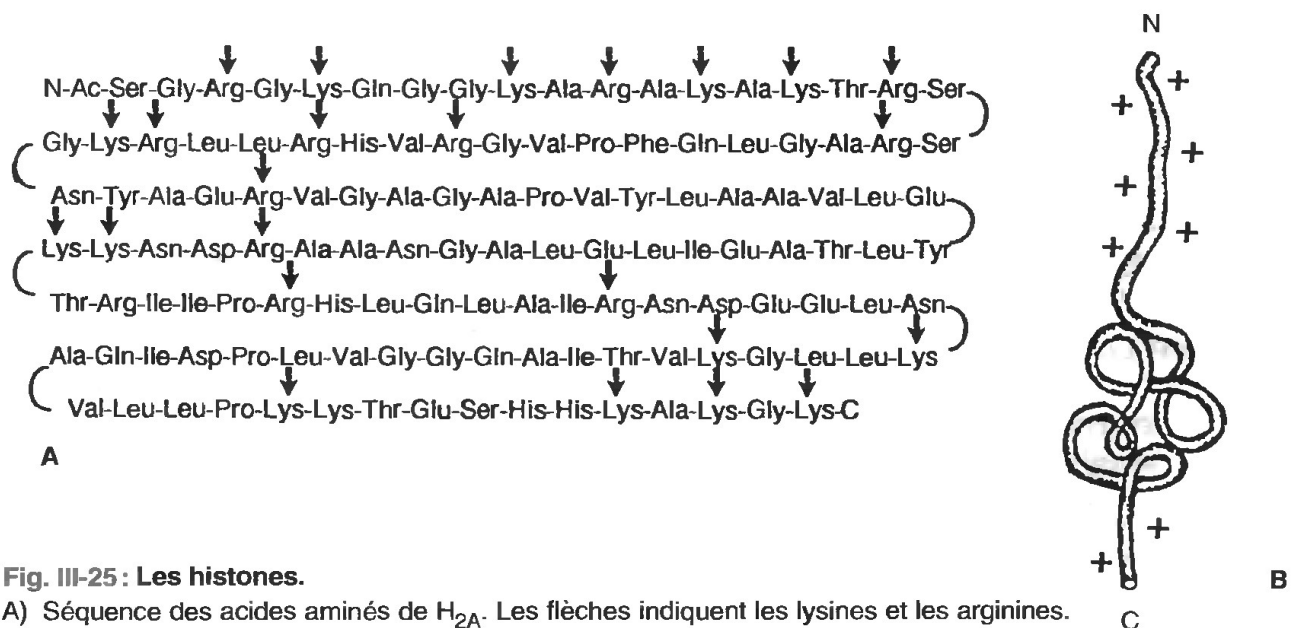 N
N-Ac-Ser-Gly-Arg-Gly-Lys-Gln-Gly-Gly-Lys-Ala-Arg-Ala-Lys-Ala-Lys-Thr-Arg-Ser
Gly-Lys-Arg-Leu-Leu-Arg-His-Val-Arg-Gly-Val-Pro-Phe-Gln-Leu-Gly-Ala-Arg-Ser
Asn-Tyr-Ala-Glu-Arg-Val-Gly-Ala-Gly-Ala-Pro-Val-Tyr-Leu-Ala-Ala-Val-Leu-Glu
Lys-Lys-Asn-Asp-Arg-Ala-Ala-Asn-Gly-Ala-Leu-Glu-Leu-Ile-Glu-Ala-Thr-Leu-Tyr
Thr-Arg-Ile-Ile-Pro-Arg-His-Leu-Gln-Leu-Ala-Ile-Arg-Asn-Asp-Glu-Glu-Leu-Asn
Ala-Gln-Ile-Asp-Pro-Leu-Val-Gly-Gly-Gln-Ala-Ile-Thr-Val-Lys-Gly-Leu-Leu-Lys
Val-Leu-Leu-Pro-Lys-Lys-Thr-Glu-Ser-His-His-Lys-Ala-Lys-Gly-Lys-C
A
+ + + + + + + +
B
C
Fig. III-25 : Les histones.
A) Séquence des acides aminés de H2A. Les flèches indiquent les lysines et les arginines.